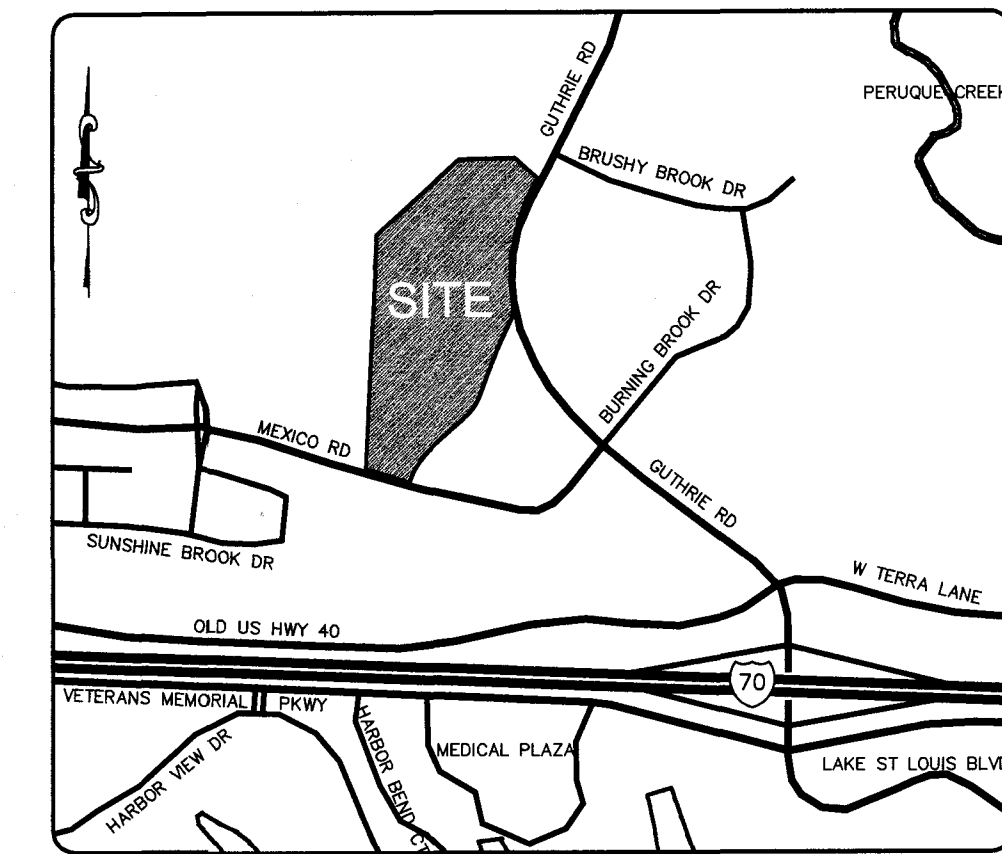 GUTHRIE RD
PERUQUE CREEK
BRUSHY BROOK DR
SITE
BURNING BROOK DR
MEXICO RD
GUTHRIE RD
SUNSHINE BROOK DR
W TERRA LANE
OLD US HWY 40
70
VETERANS MEMORIAL PKWY
HARBOR VIEW DR
HARBOR BEND CT
MEDICAL PLAZA
LAKE ST LOUIS BLVD